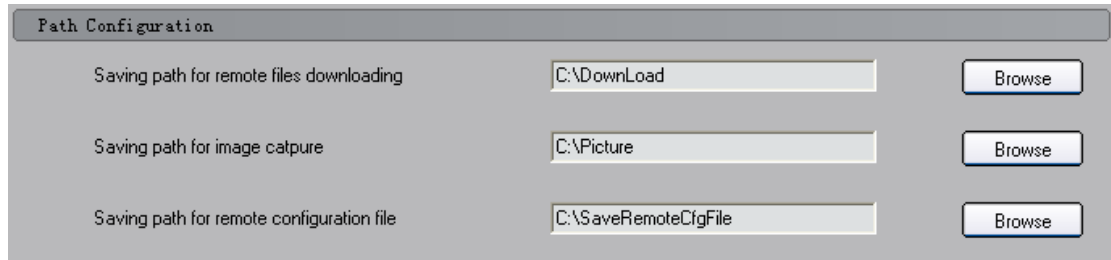 Path Configuration
Saving path for remote files downloading C:\DownLoad Browse
Saving path for image catpure C:\Picture Browse
Saving path for remote configuration file C:\SaveRemoteCfgFile Browse